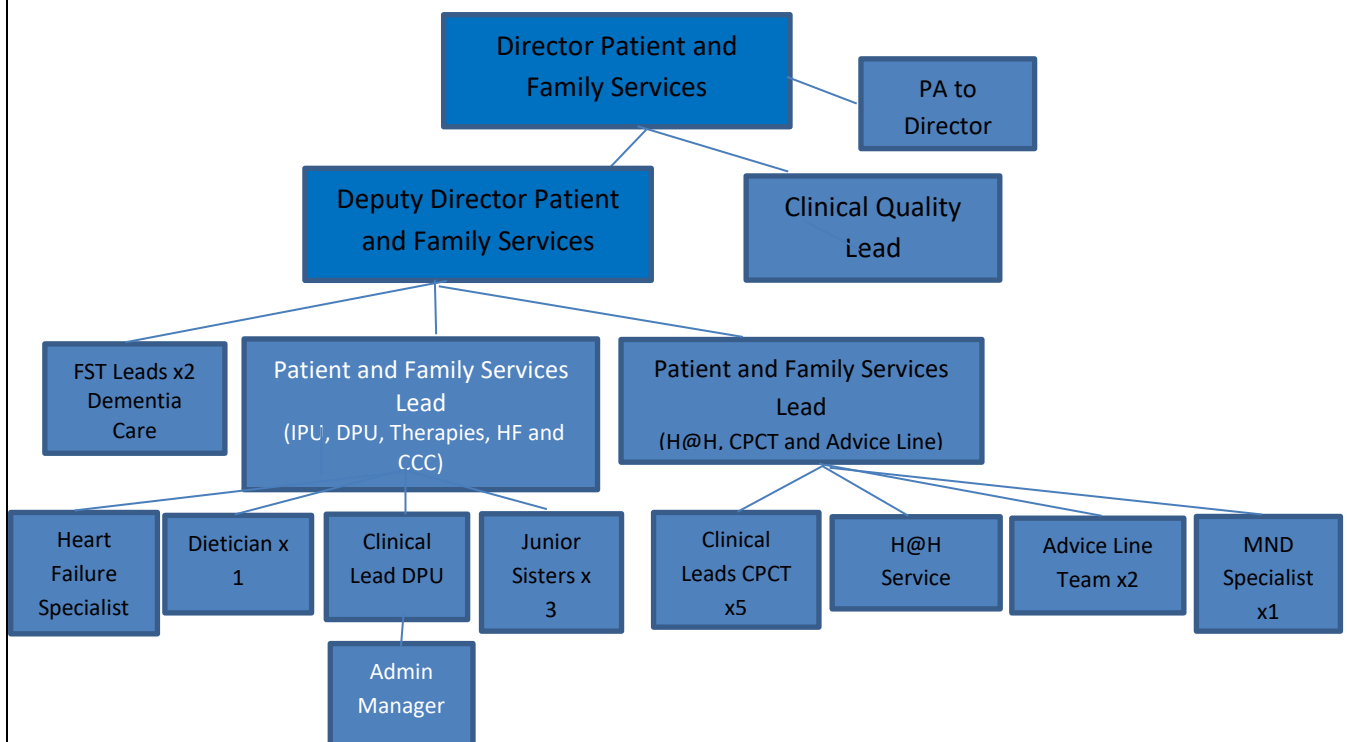 Director Patient and
Family Services
PA to
Director
Deputy Director Patient
and Family Services
Clinical Quality
Lead
FST Leads x2
Dementia
Care
Patient and Family Services
Lead
(IPU, DPU, Therapies, HF and
CCC)
Patient and Family Services
Lead
(H@H, CPCT and Advice Line)
Heart
Failure
Specialist
Dietician x
1
Clinical
Lead DPU
Junior
Sisters x
3
Clinical
Leads CPCT
x5
H@H
Service
Advice Line
Team x2
MND
Specialist
x1
Admin
Manager